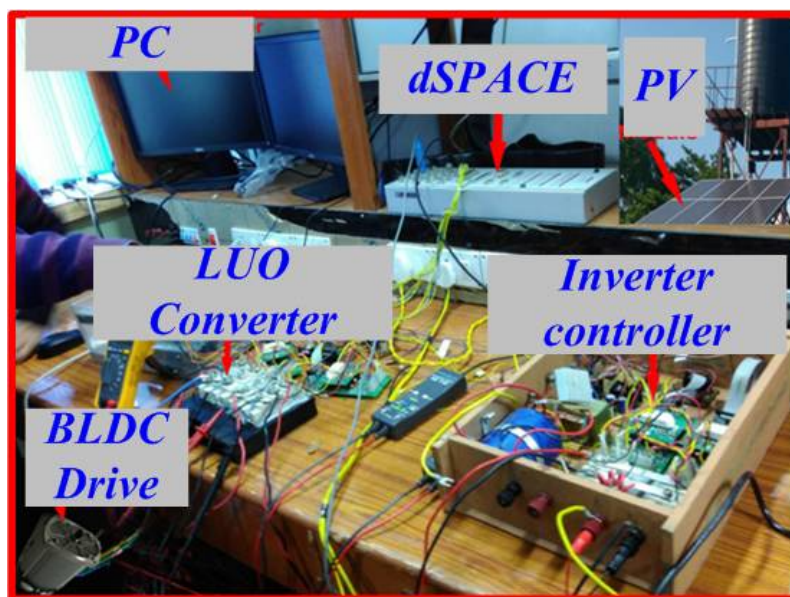 PC
dSPACE
PV
LUO
Converter
Inverter
controller
BLDC
Drive